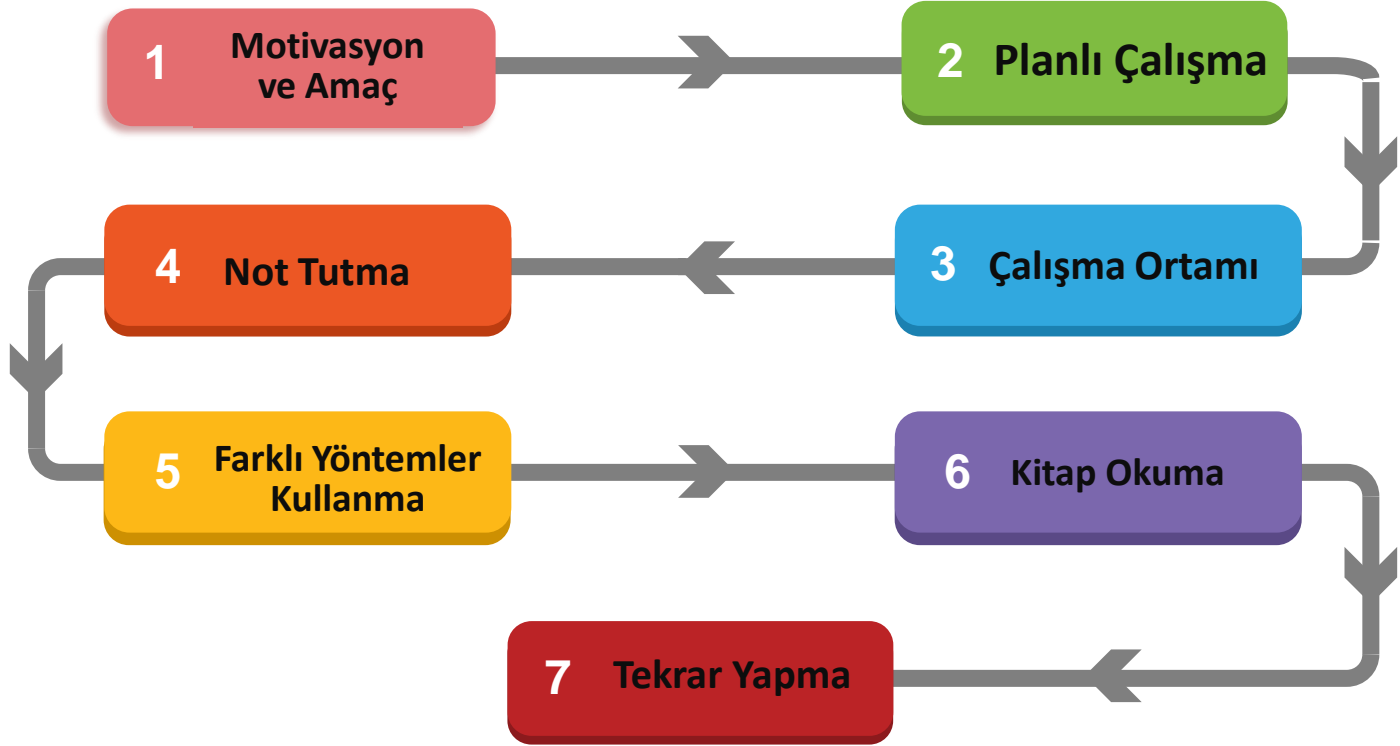 1 Motivasyon
ve Amaç
2 Planlı Çalışma
3 Çalışma Ortamı
4 Not Tutma
5 Farklı Yöntemler
Kullanma
6 Kitap Okuma
7 Tekrar Yapma